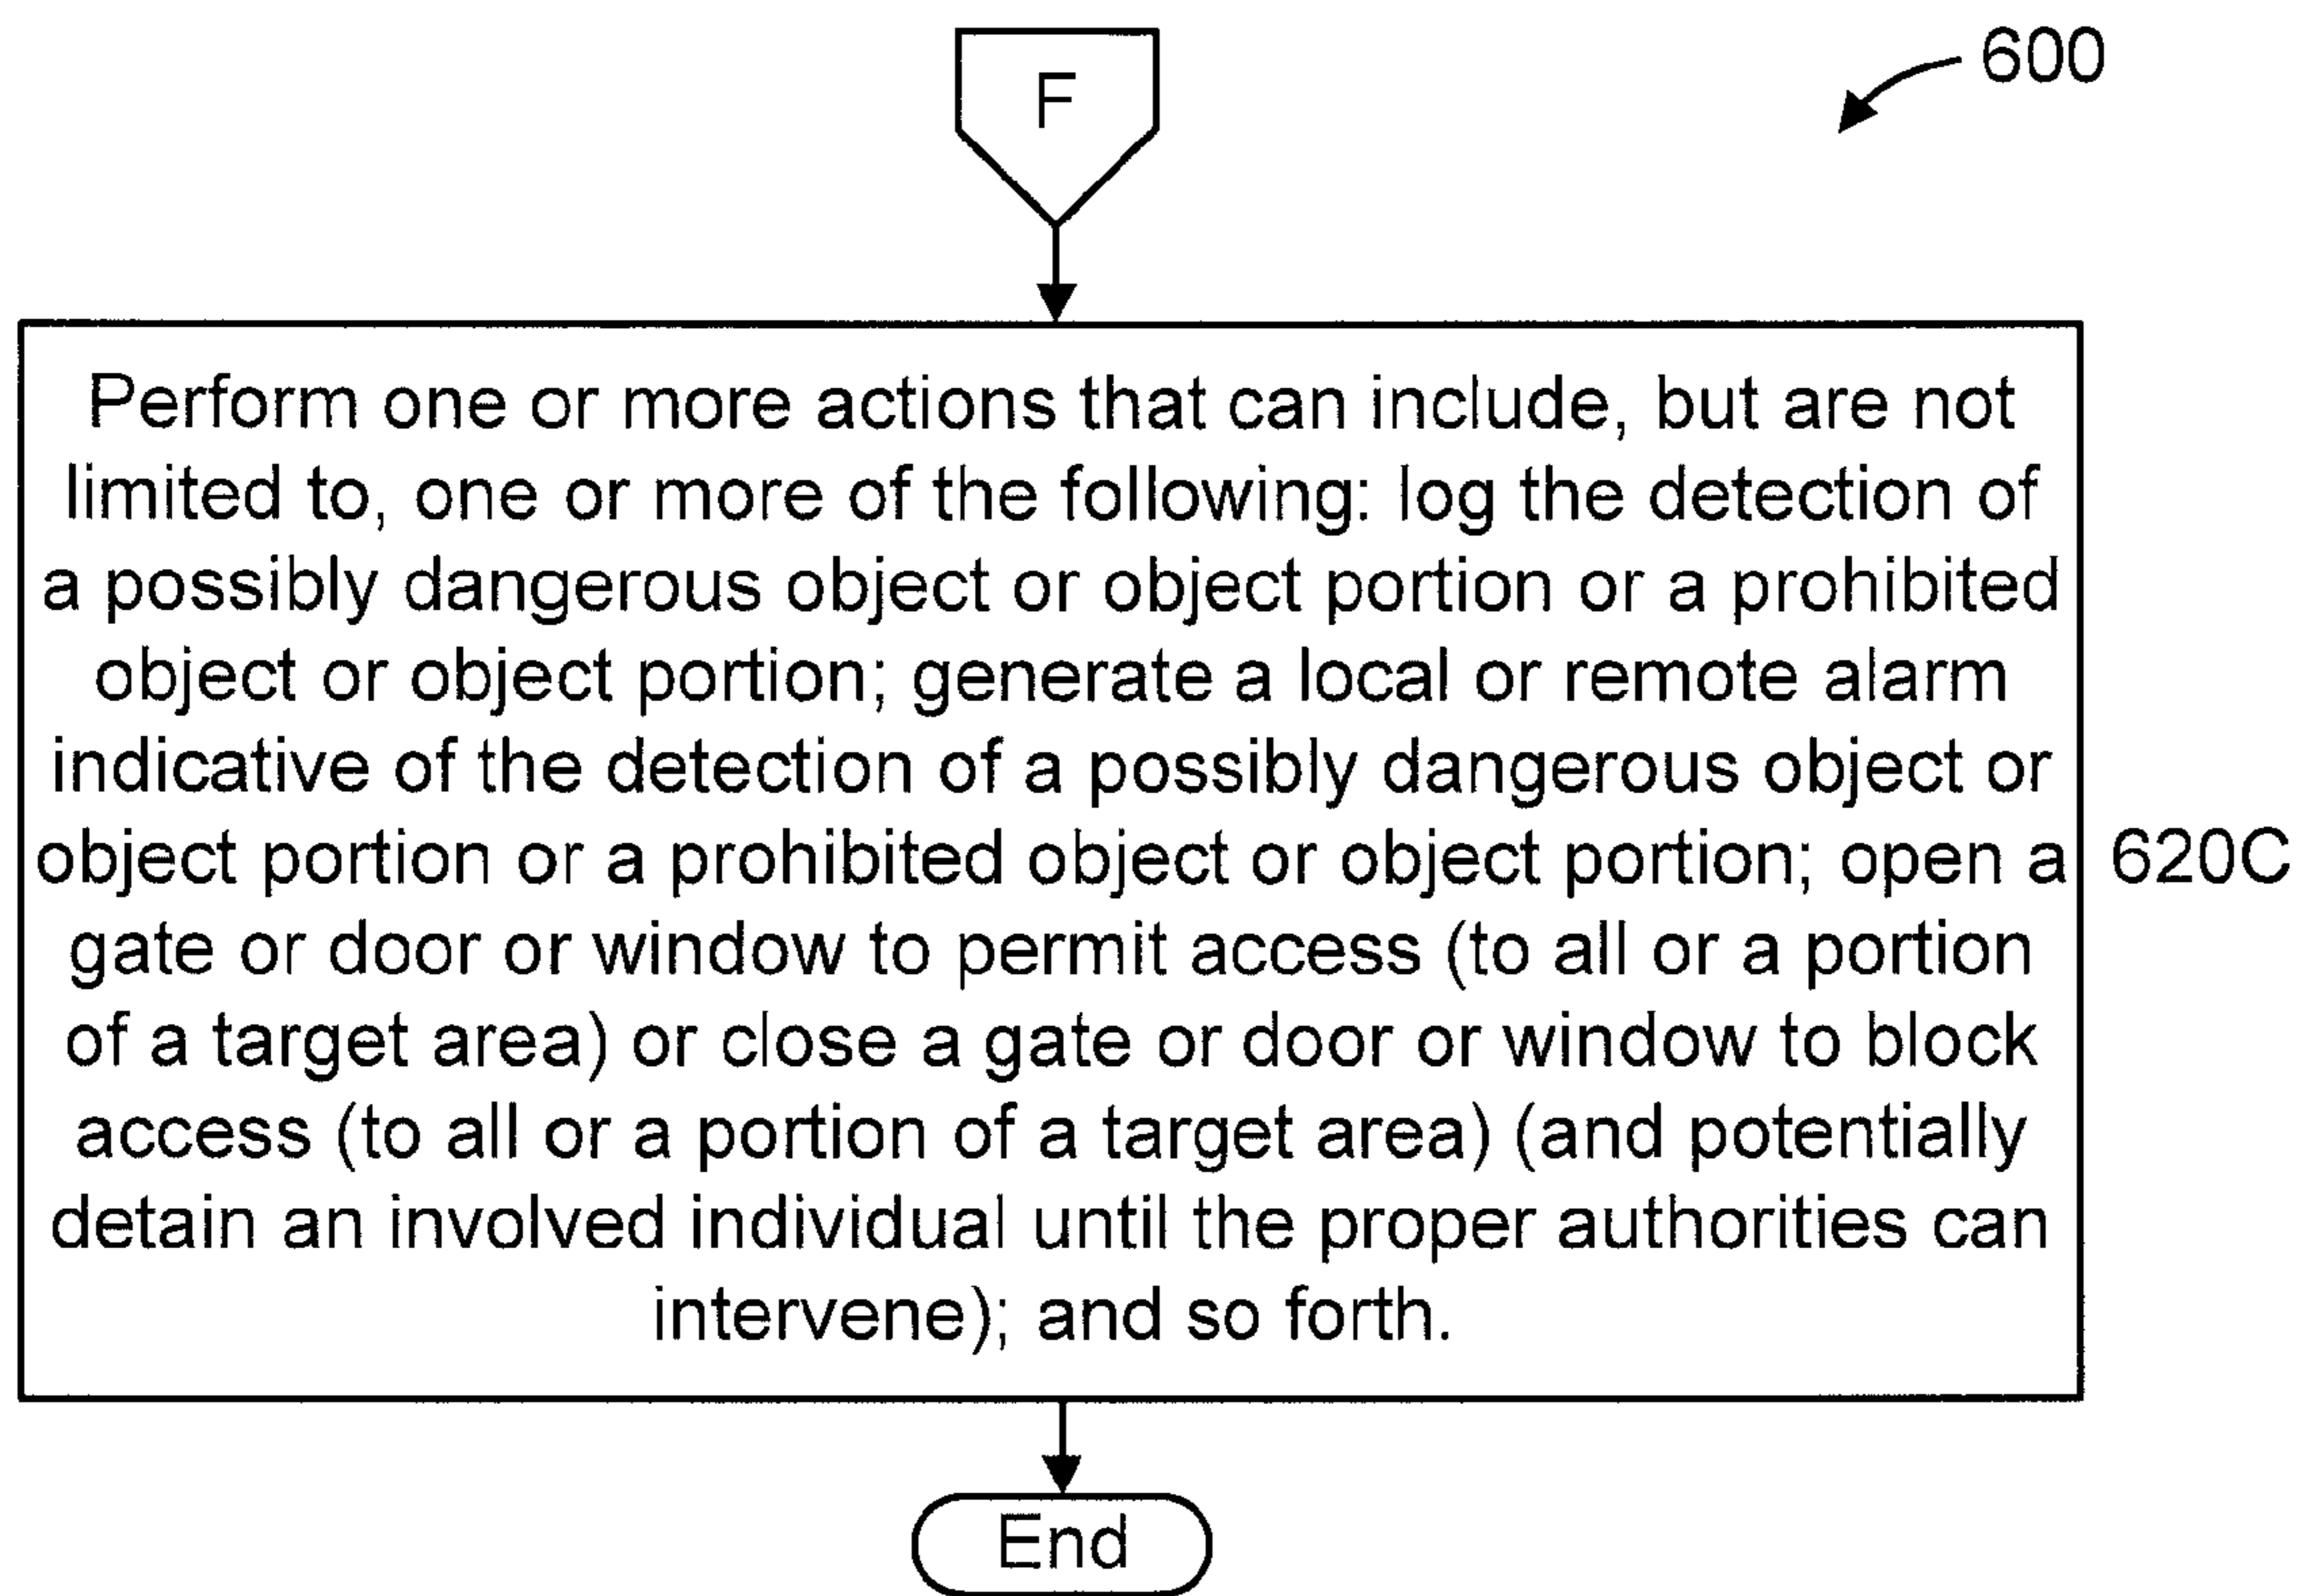 F
600
Perform one or more actions that can include, but are not
limited to, one or more of the following: log the detection of
a possibly dangerous object or object portion or a prohibited
object or object portion; generate a local or remote alarm
indicative of the detection of a possibly dangerous object or
object portion or a prohibited object or object portion; open a
gate or door or window to permit access (to all or a portion
of a target area) or close a gate or door or window to block
access (to all or a portion of a target area) (and potentially
detain an involved individual until the proper authorities can
intervene); and so forth.
620C
End